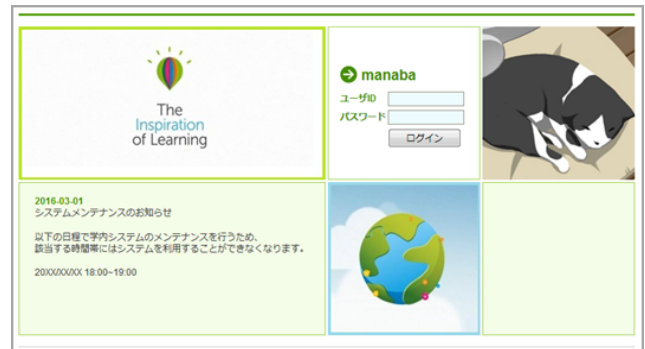 The
Inspiration
of Learning
manaba
ユーザID
パスワード
ログイン
2016-03-01
システムメンテナンスのお知らせ
以下の日程で学内システムのメンテナンスを行うため、
該当する時間帯にはシステムを利用することができなくなります。
20XX/XX/XX 18:00~19:00